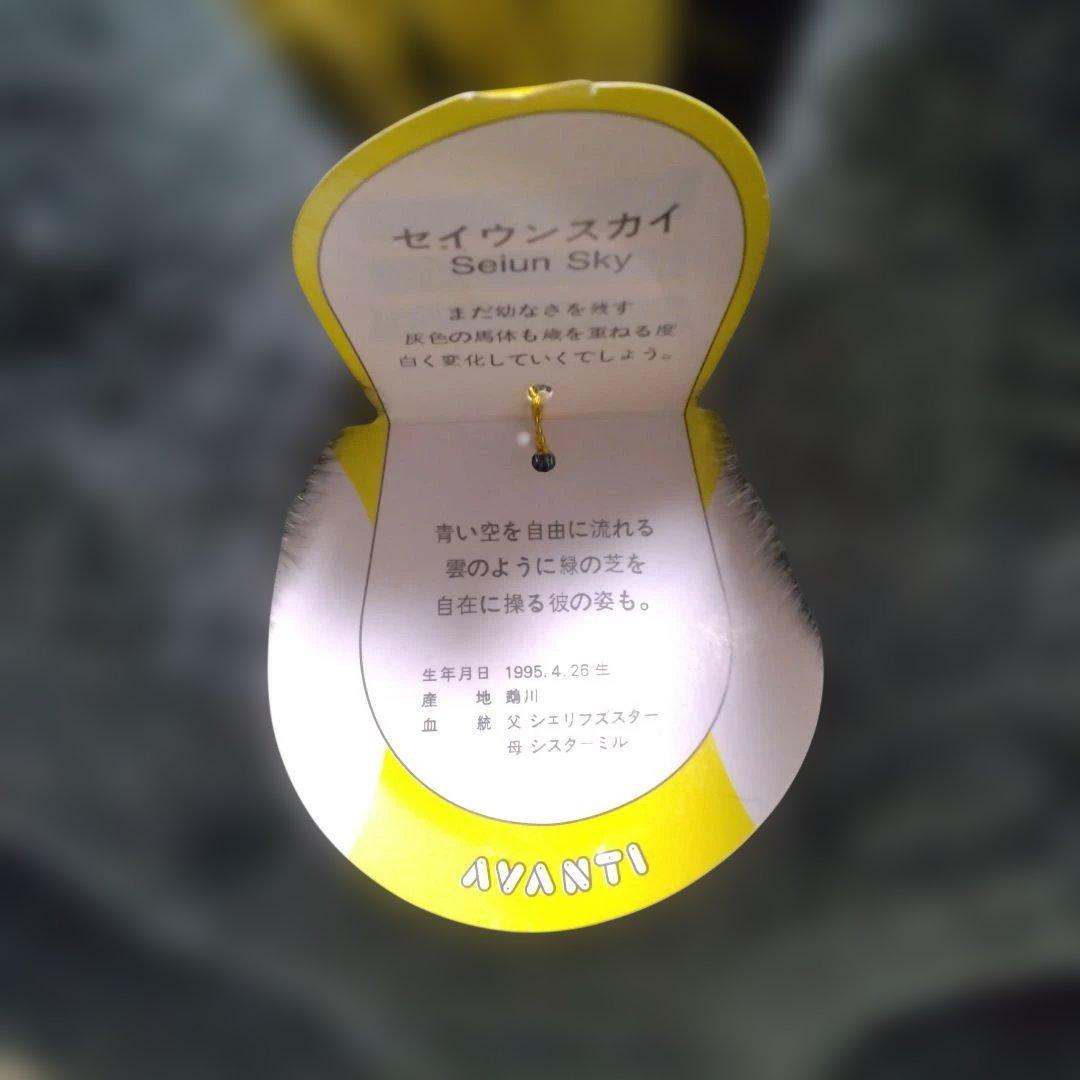 セイウンスカイ
Seiun Sky
まだ幼なさを残す
灰色の馬体も歳を重ねる度
白く変化していくでしょう。
青い空を自由に流れる
雲のように緑の芝を
自在に操る彼の姿も。
生年月日 1995.4.26生
産 地 鵡川
血 統 父 シェリフズスター
母 シスターミル
AVANTI